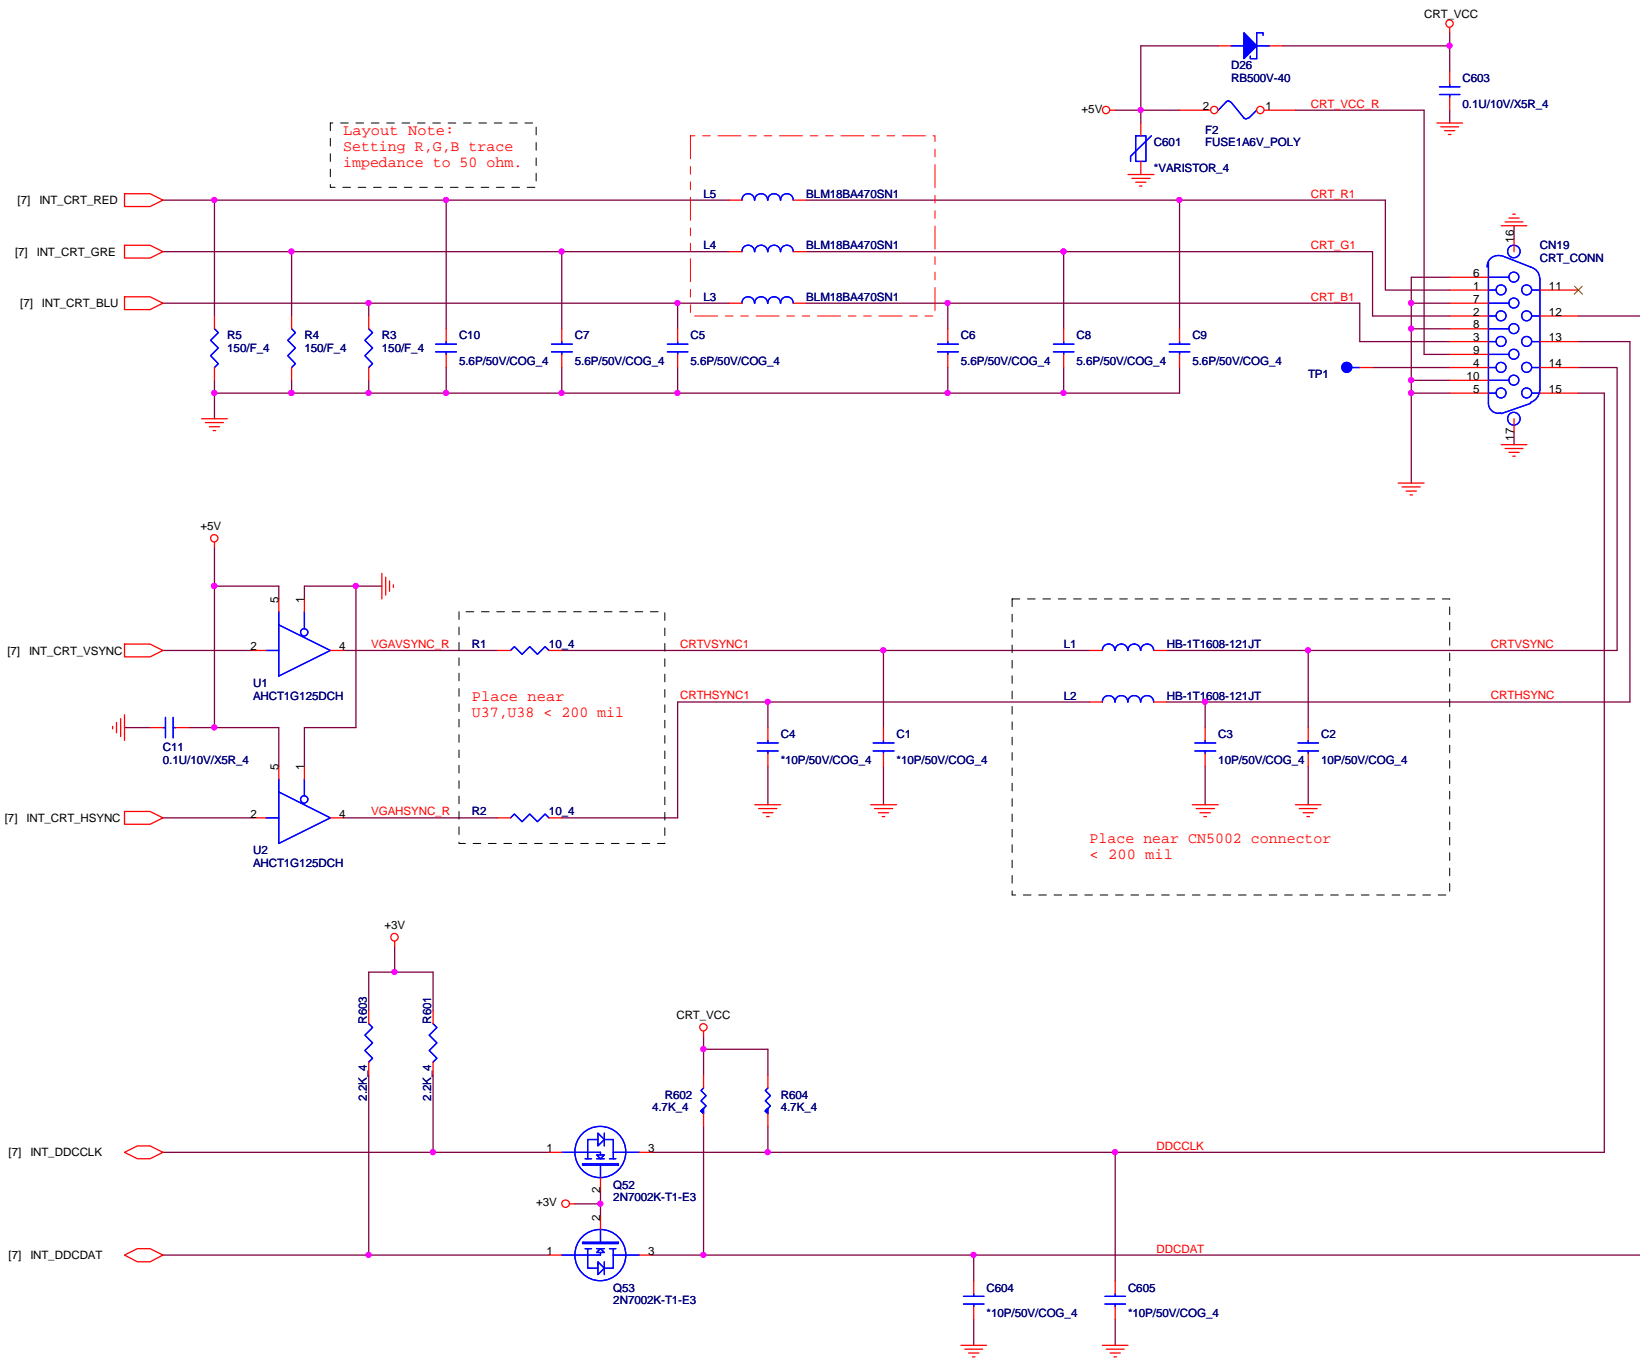 CRT_VCC
D26
RB500V-40
C603
0.1U/10V/X5R_4
+5V
2
1
CRT_VCC_R
F2
FUSE1A6V_POLY
C601
*VARISTOR_4
Layout Note:
Setting R,G,B trace
impedance to 50 ohm.
[7] INT_CRT_RED
L5
BLM18BA470SN1
CRT_R1
[7] INT_CRT_GRE
L4
BLM18BA470SN1
CRT_G1
[7] INT_CRT_BLU
L3
BLM18BA470SN1
CRT_B1
R5
150/F_4
R4
150/F_4
R3
150/F_4
C10
5.6P/50V/COG_4
C7
5.6P/50V/COG_4
C5
5.6P/50V/COG_4
C6
5.6P/50V/COG_4
C8
5.6P/50V/COG_4
C9
5.6P/50V/COG_4
TP1
CN19
CRT_CONN
16
6
1
7
2
8
3
9
4
10
5
11
12
13
14
15
17
+5V
5
1
[7] INT_CRT_VSYNC
2
4
VGAVSYNC_R
R1
10_4
CRTVSYNC1
L1
HB-1T1608-121JT
CRTVSYNC
U1
AHCT1G125DCH
Place near
U37,U38 < 200 mil
CRTHSYNC1
L2
HB-1T1608-121JT
CRTHSYNC
C11
0.1U/10V/X5R_4
C4
*10P/50V/COG_4
C1
*10P/50V/COG_4
C3
10P/50V/COG_4
C2
10P/50V/COG_4
5
1
[7] INT_CRT_HSYNC
2
4
VGAHSYNC_R
R2
10_4
U2
AHCT1G125DCH
Place near CN5002 connector
< 200 mil
+3V
R603
2.2K_4
R601
2.2K_4
CRT_VCC
R602
4.7K_4
R604
4.7K_4
[7] INT_DDCCLK
1
3
DDCCLK
2
Q52
2N7002K-T1-E3
+3V
2
[7] INT_DDCDAT
1
3
DDCDAT
Q53
2N7002K-T1-E3
C604
*10P/50V/COG_4
C605
*10P/50V/COG_4